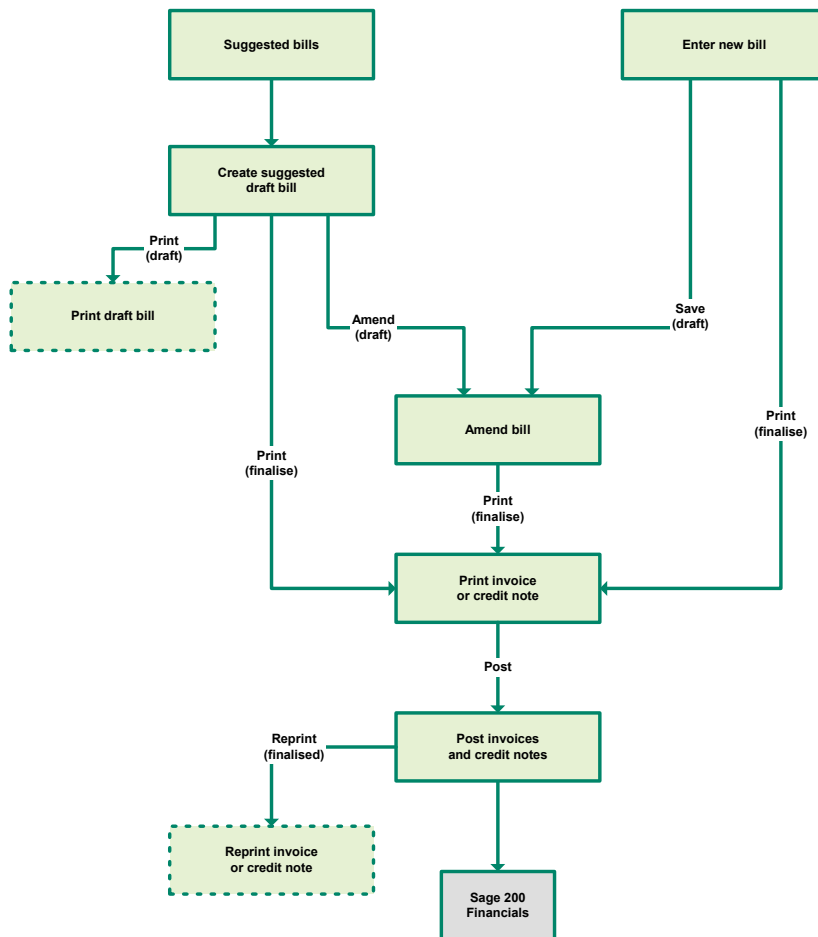 Suggested bills
Enter new bill
Create suggested
draft bill
Print
(draft)
Print draft bill
Amend
(draft)
Save
(draft)
Amend bill
Print
(finalise)
Print
(finalise)
Print
(finalise)
Print invoice
or credit note
Post
Reprint
(finalised)
Post invoices
and credit notes
Reprint invoice
or credit note
Sage 200
Financials